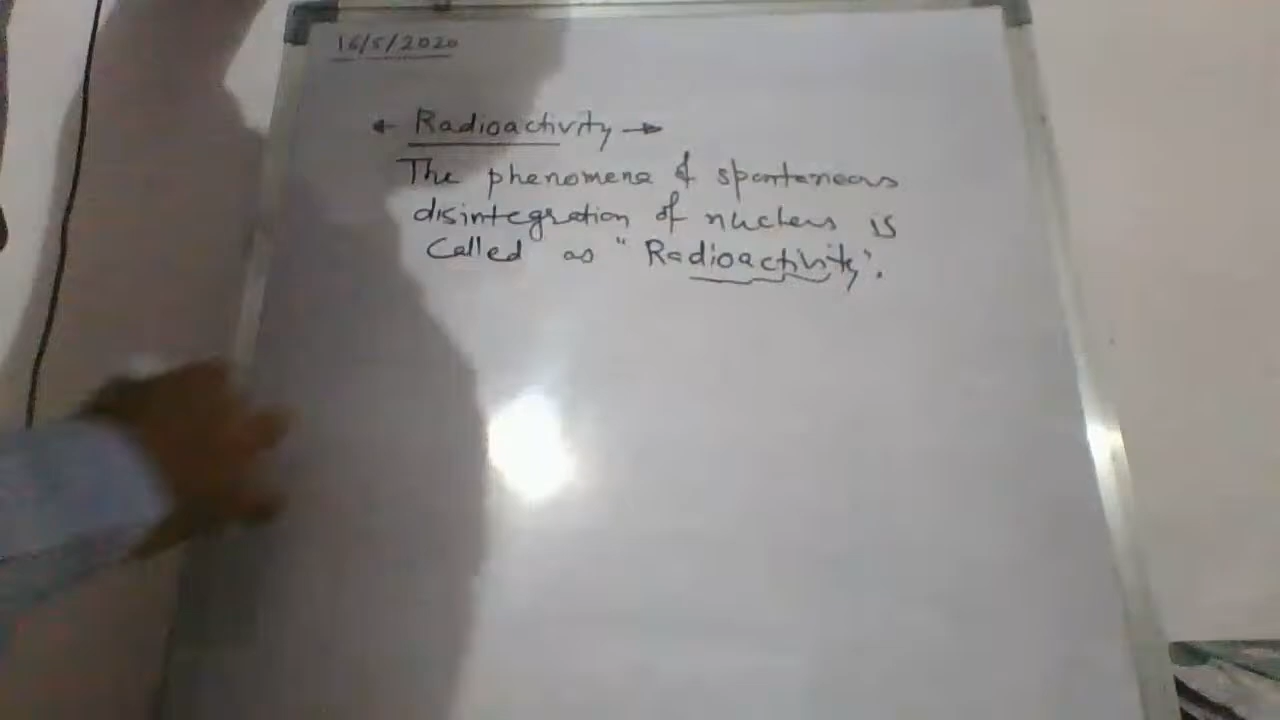 16/5/2020
← Radioactivity →
The phenomena of spontaneous
disintegration of nucleus is
Called as "Radioactivity".